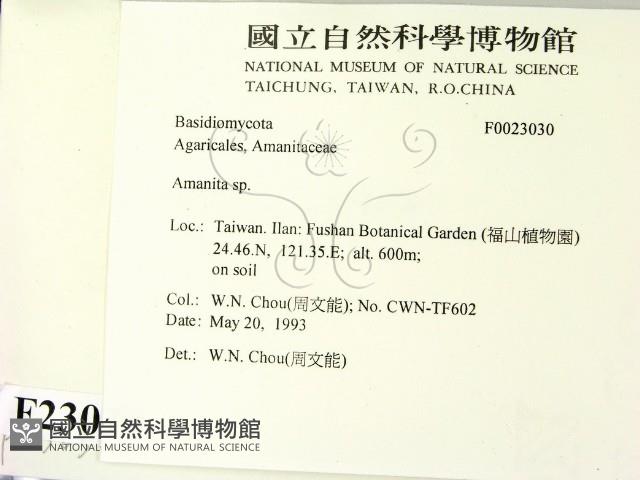 國立自然科學博物館
NATIONAL MUSEUM OF NATURAL SCIENCE
TAICHUNG, TAIWAN, R.O.CHINA
Basidiomycota F0023030
Agaricales, Amanitaceae
Amanita sp.
Loc.: Taiwan. Ilan: Fushan Botanical Garden (福山植物園)
24.46.N, 121.35.E; alt. 600m;
on soil
Col.: W.N. Chou(周文能); No. CWN-TF602
Date: May 20, 1993
Det.: W.N. Chou(周文能)
F230
國立自然科學博物館
NATIONAL MUSEUM OF NATURAL SCIENCE